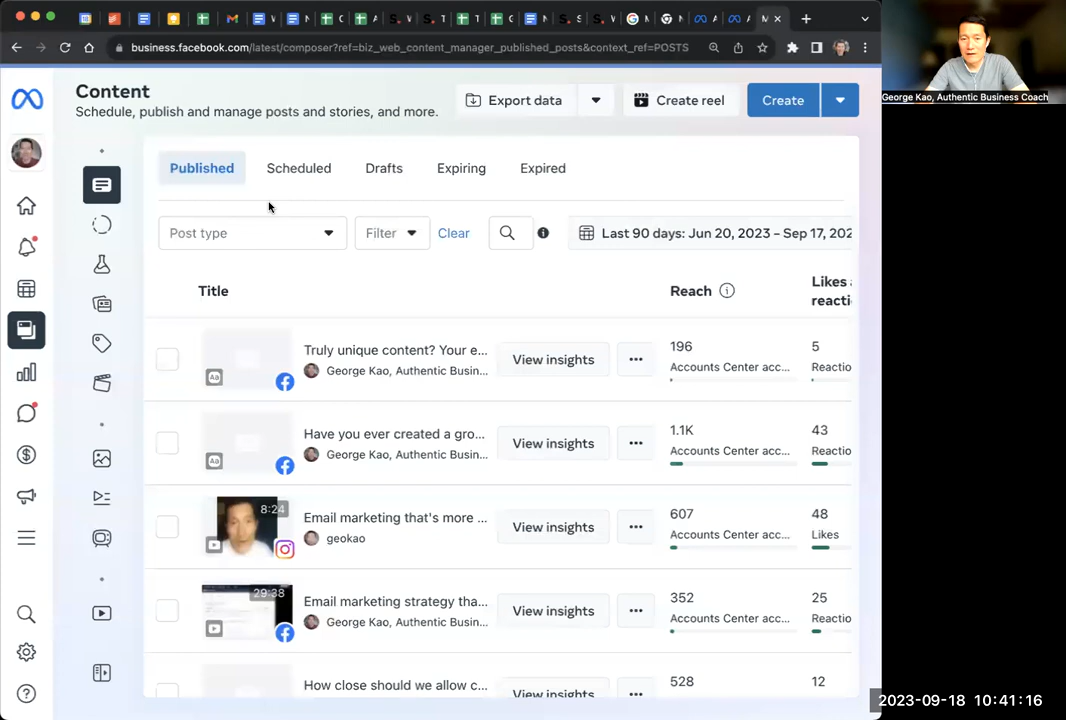 business.facebook.com/latest/composer?ref=biz_web_content_manager_published_posts&context_ref=POSTS
George Kao, Authentic Business Coach
Content
Schedule, publish and manage posts and stories, and more.
Export data
Create reel
Create
Published
Scheduled
Drafts
Expiring
Expired
Post type
Filter
Clear
Last 90 days: Jun 20, 2023 – Sep 17, 202
Title
Reach
Likes
reacti
Truly unique content? Your e...
George Kao, Authentic Busin...
View insights
196
Accounts Center acc...
5
Reactio
Have you ever created a gro...
George Kao, Authentic Busin...
View insights
1.1K
Accounts Center acc...
43
Reactio
8:24
Email marketing that's more ...
geokao
View insights
607
Accounts Center acc...
48
Likes
29:38
Email marketing strategy tha...
George Kao, Authentic Busin...
View insights
352
Accounts Center acc...
25
Reactio
How close should we allow c...
View insights
528
12
2023-09-18 10:41:16